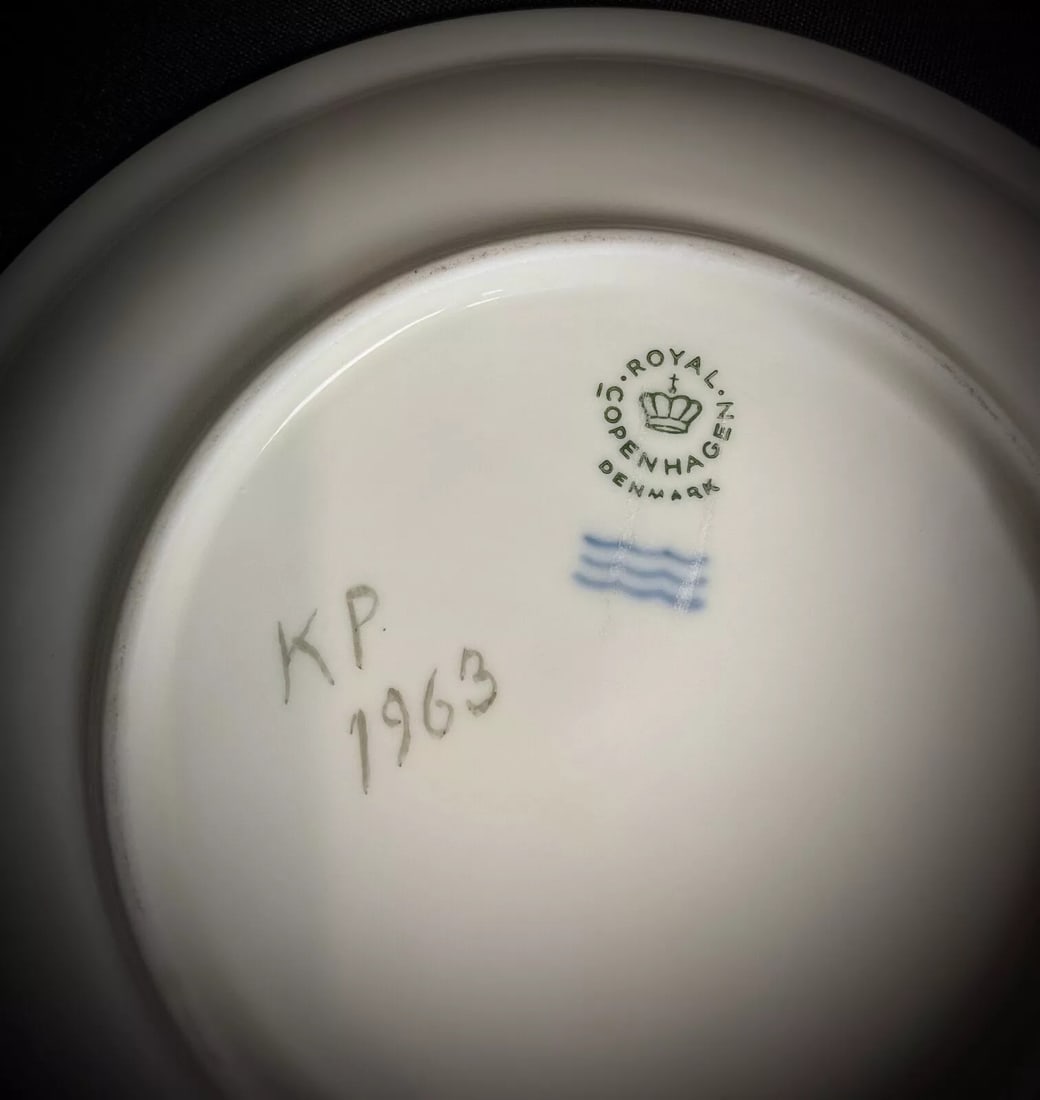 ROYAL
COPENHAGEN
DENMARK
KP.
1963